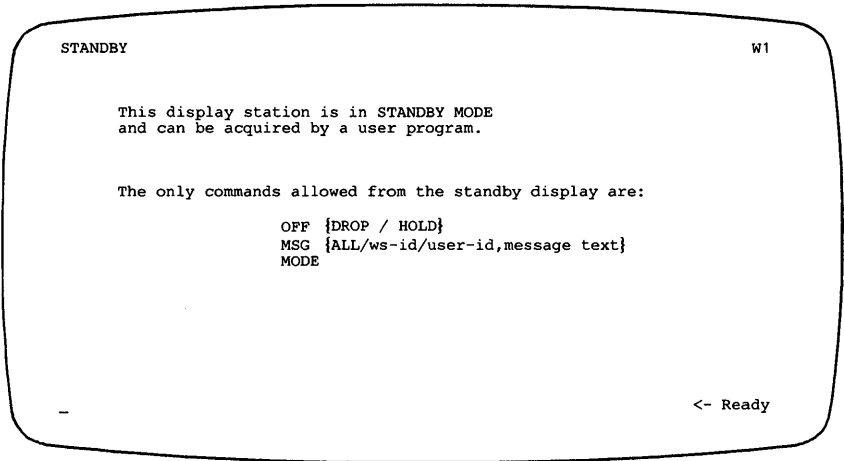 STANDBY W1
This display station is in STANDBY MODE
and can be acquired by a user program.
The only commands allowed from the standby display are:
OFF {DROP / HOLD}
MSG {ALL/ws-id/user-id,message text}
MODE
<- Ready
_